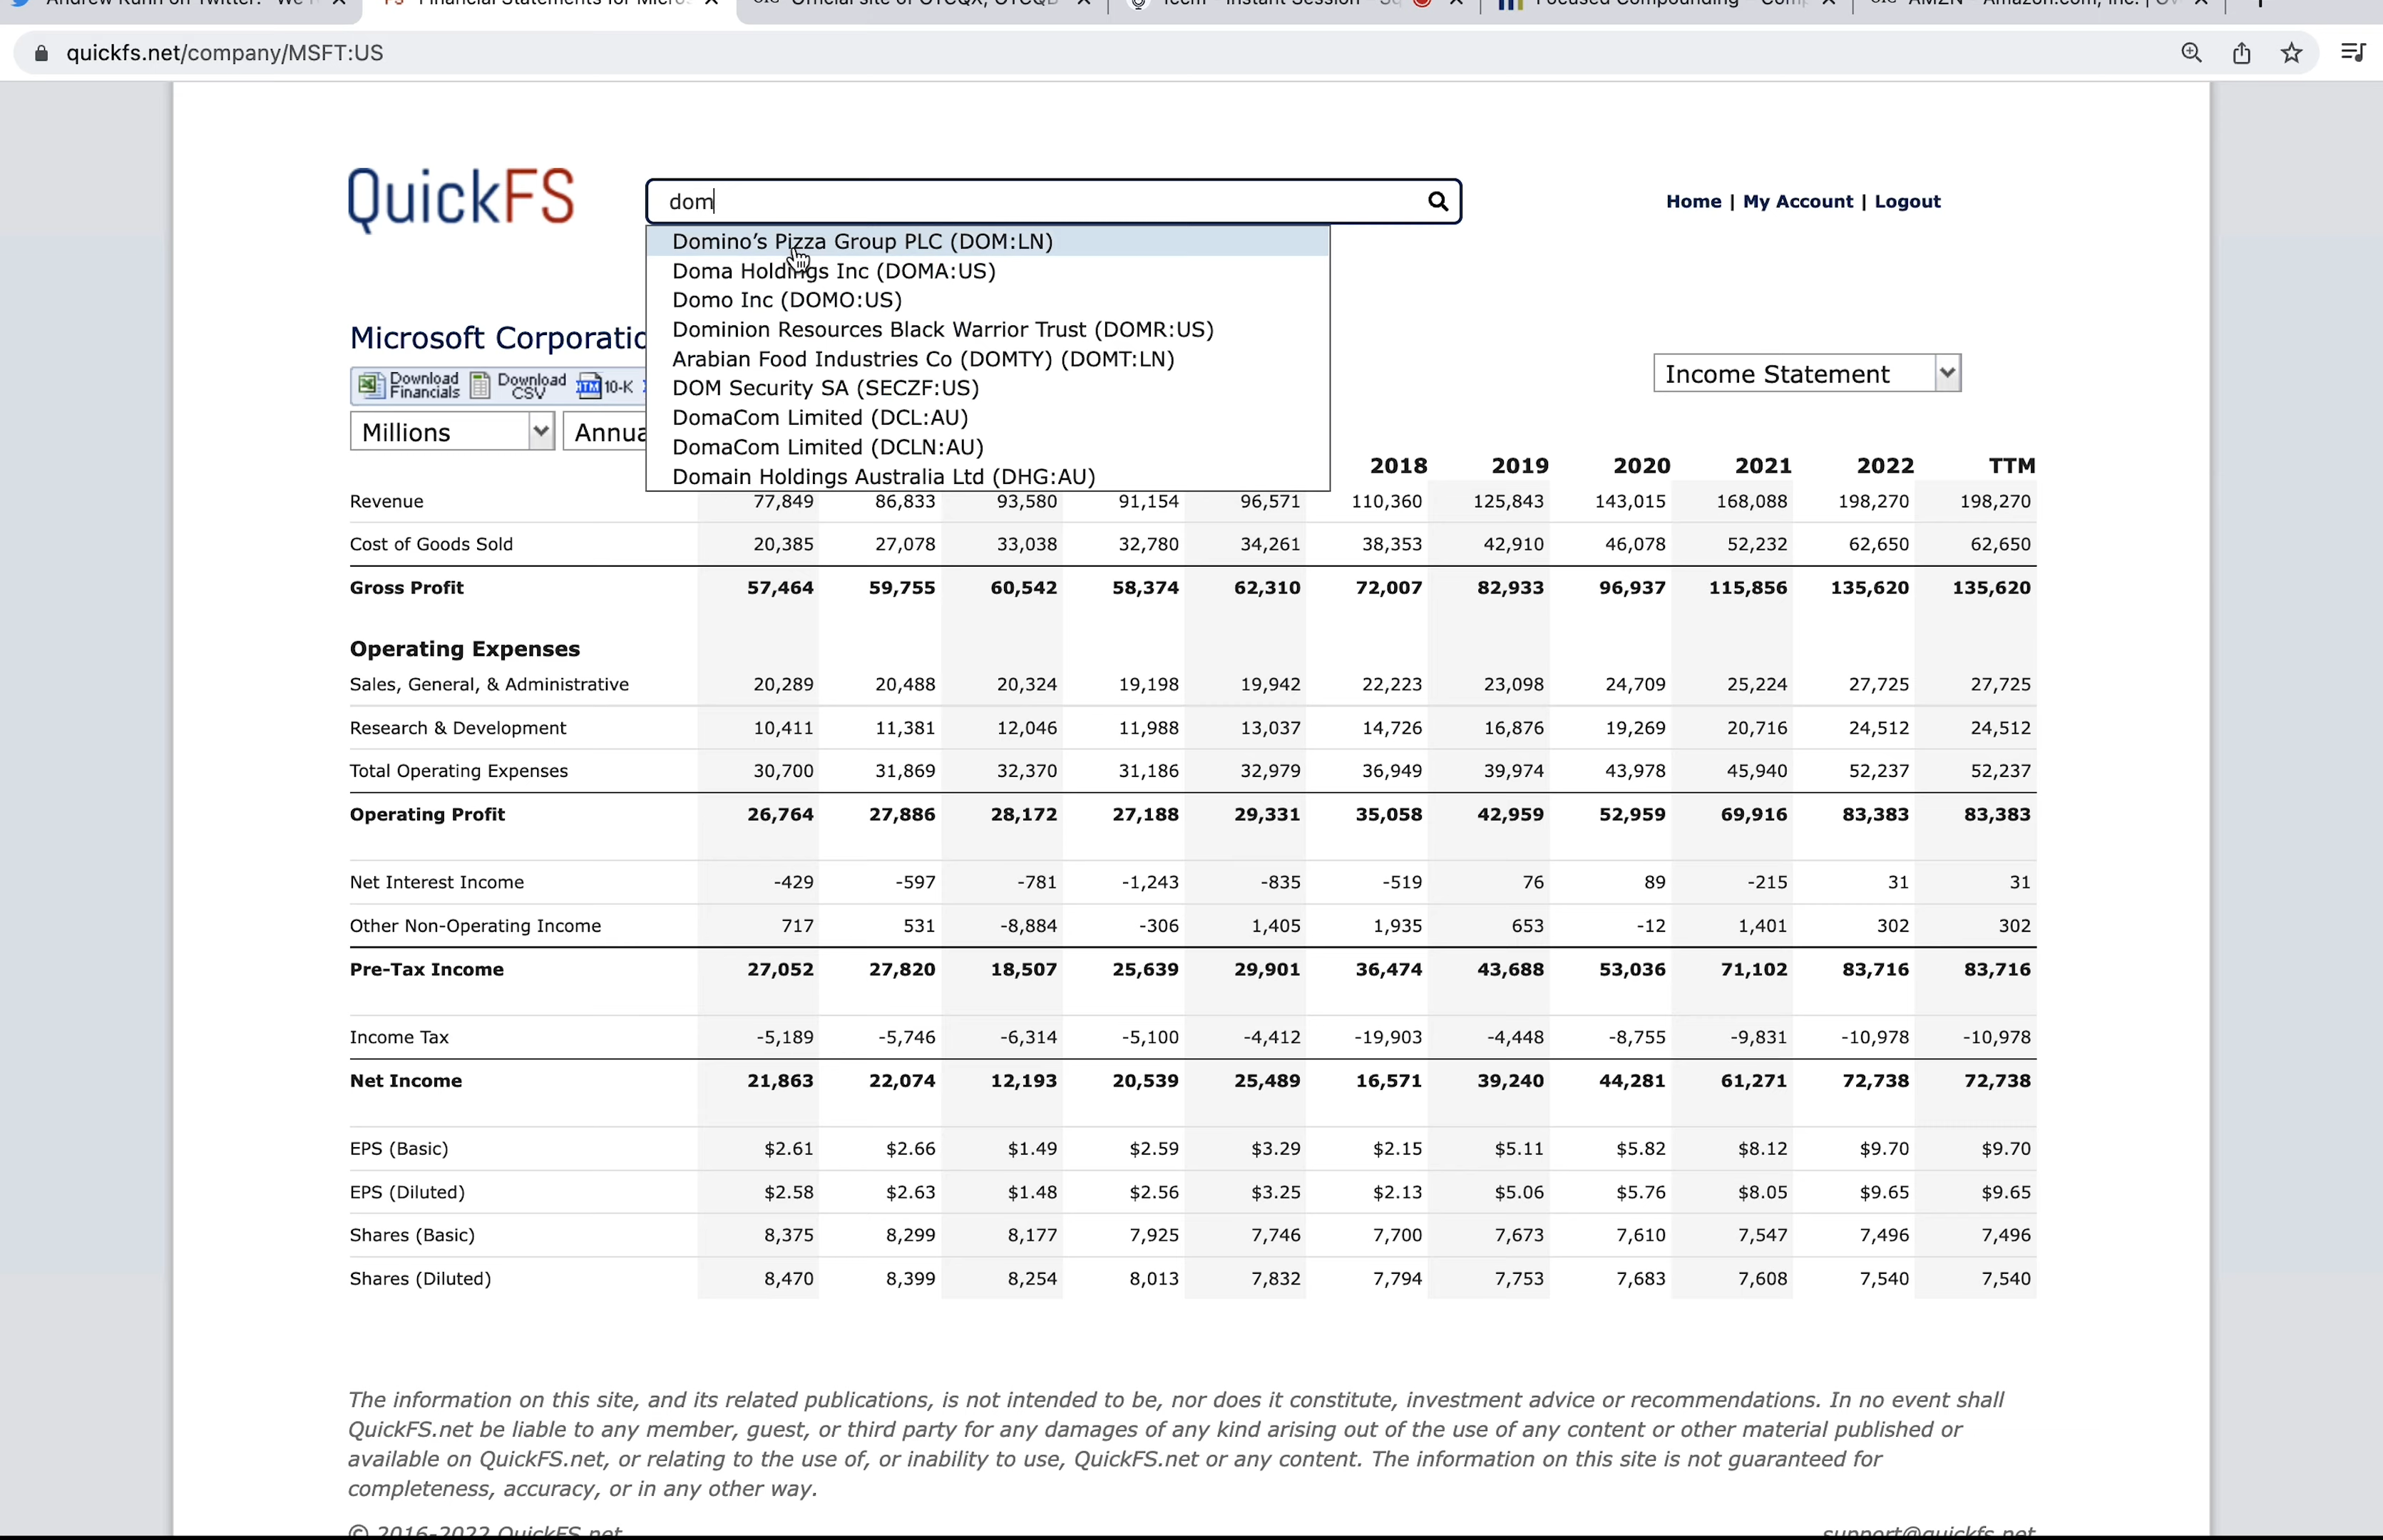 Financial Statements for Micros
quickfs.net/company/MSFT:US
QuickFS
dom
Home | My Account | Logout
Domino's Pizza Group PLC (DOM:LN)
Doma Holdings Inc (DOMA:US)
Domo Inc (DOMO:US)
Dominion Resources Black Warrior Trust (DOMR:US)
Arabian Food Industries Co (DOMTY) (DOMT:LN)
DOM Security SA (SECZF:US)
DomaCom Limited (DCL:AU)
DomaCom Limited (DCLN:AU)
Domain Holdings Australia Ltd (DHG:AU)
Microsoft Corporatio
Download Financials Download CSV 10-K
Income Statement
Millions Annua
2018 2019 2020 2021 2022 TTM
Revenue 77,849 86,833 93,580 91,154 96,571 110,360 125,843 143,015 168,088 198,270 198,270
Cost of Goods Sold 20,385 27,078 33,038 32,780 34,261 38,353 42,910 46,078 52,232 62,650 62,650
Gross Profit 57,464 59,755 60,542 58,374 62,310 72,007 82,933 96,937 115,856 135,620 135,620
Operating Expenses
Sales, General, & Administrative 20,289 20,488 20,324 19,198 19,942 22,223 23,098 24,709 25,224 27,725 27,725
Research & Development 10,411 11,381 12,046 11,988 13,037 14,726 16,876 19,269 20,716 24,512 24,512
Total Operating Expenses 30,700 31,869 32,370 31,186 32,979 36,949 39,974 43,978 45,940 52,237 52,237
Operating Profit 26,764 27,886 28,172 27,188 29,331 35,058 42,959 52,959 69,916 83,383 83,383
Net Interest Income -429 -597 -781 -1,243 -835 -519 76 89 -215 31 31
Other Non-Operating Income 717 531 -8,884 -306 1,405 1,935 653 -12 1,401 302 302
Pre-Tax Income 27,052 27,820 18,507 25,639 29,901 36,474 43,688 53,036 71,102 83,716 83,716
Income Tax -5,189 -5,746 -6,314 -5,100 -4,412 -19,903 -4,448 -8,755 -9,831 -10,978 -10,978
Net Income 21,863 22,074 12,193 20,539 25,489 16,571 39,240 44,281 61,271 72,738 72,738
EPS (Basic) $2.61 $2.66 $1.49 $2.59 $3.29 $2.15 $5.11 $5.82 $8.12 $9.70 $9.70
EPS (Diluted) $2.58 $2.63 $1.48 $2.56 $3.25 $2.13 $5.06 $5.76 $8.05 $9.65 $9.65
Shares (Basic) 8,375 8,299 8,177 7,925 7,746 7,700 7,673 7,610 7,547 7,496 7,496
Shares (Diluted) 8,470 8,399 8,254 8,013 7,832 7,794 7,753 7,683 7,608 7,540 7,540
The information on this site, and its related publications, is not intended to be, nor does it constitute, investment advice or recommendations. In no event shall
QuickFS.net be liable to any member, guest, or third party for any damages of any kind arising out of the use of any content or other material published or
available on QuickFS.net, or relating to the use of, or inability to use, QuickFS.net or any content. The information on this site is not guaranteed for
completeness, accuracy, or in any other way.
© 2016-2022 QuickFS.net support@quickfs.net